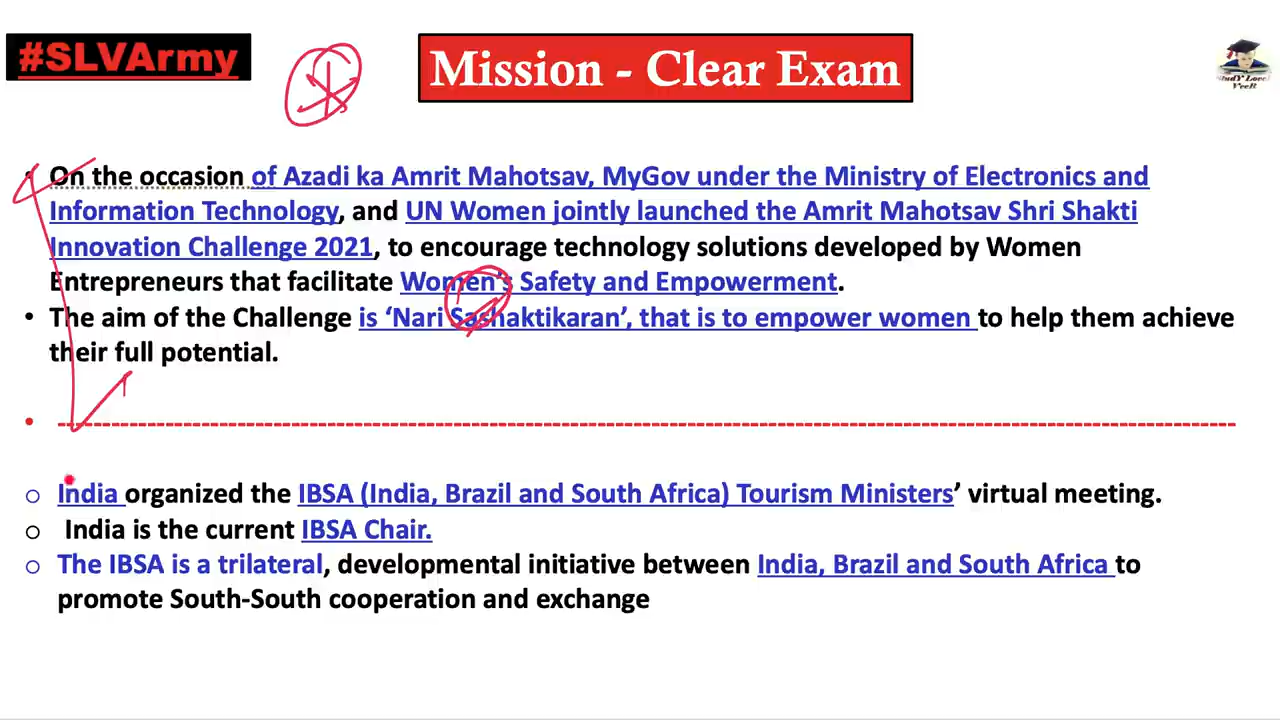 #SLVArmy
Mission - Clear Exam
StudY LoveR
VeeR
• On the occasion of Azadi ka Amrit Mahotsav, MyGov under the Ministry of Electronics and
Information Technology, and UN Women jointly launched the Amrit Mahotsav Shri Shakti
Innovation Challenge 2021, to encourage technology solutions developed by Women
Entrepreneurs that facilitate Women's Safety and Empowerment.
• The aim of the Challenge is ‘Nari Sashaktikaran’, that is to empower women to help them achieve
their full potential.
• --------------------------------------------------------------------------------
○ India organized the IBSA (India, Brazil and South Africa) Tourism Ministers’ virtual meeting.
○ India is the current IBSA Chair.
○ The IBSA is a trilateral, developmental initiative between India, Brazil and South Africa to
promote South-South cooperation and exchange